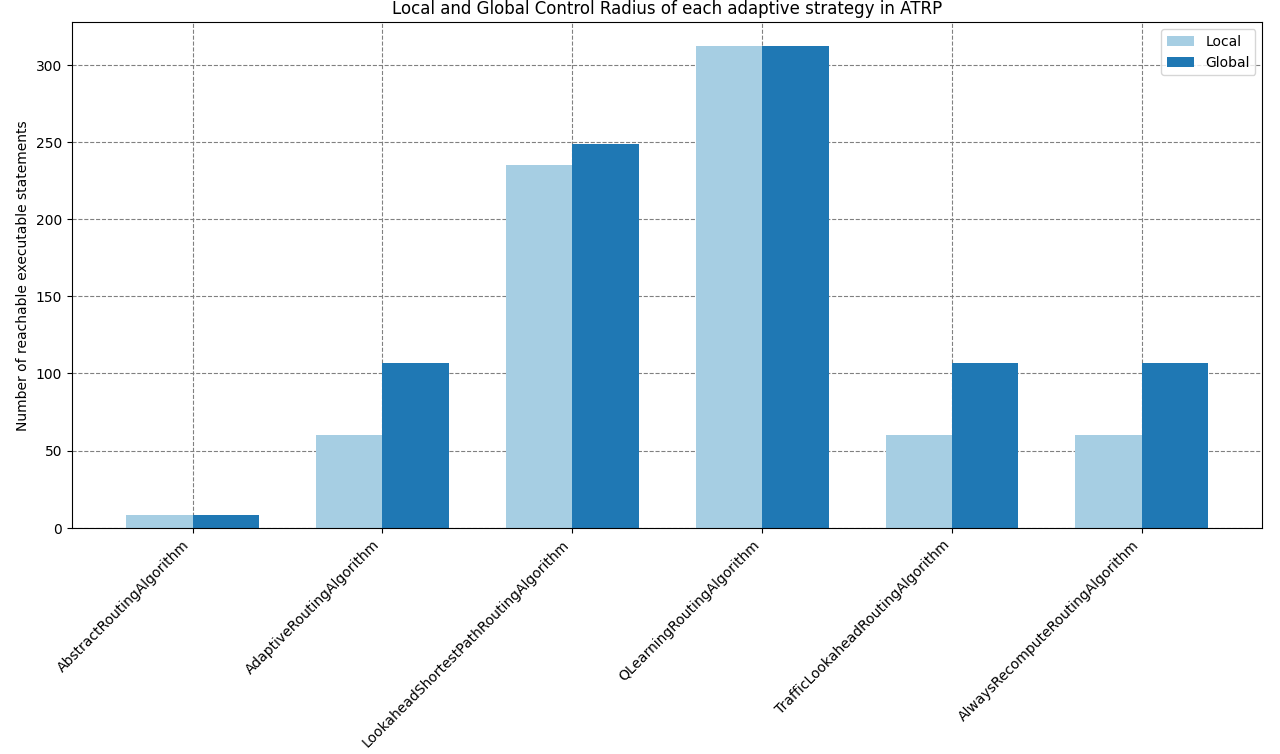 Local and Global Control Radius of each adaptive strategy in ATRP
Local
Global
Number of reachable executable statements
300
250
200
150
100
50
0
AbstractRoutingAlgorithm
AdaptiveRoutingAlgorithm
LookaheadShortestPathRoutingAlgorithm
QLearningRoutingAlgorithm
TrafficLookaheadRoutingAlgorithm
AlwaysRecomputeRoutingAlgorithm